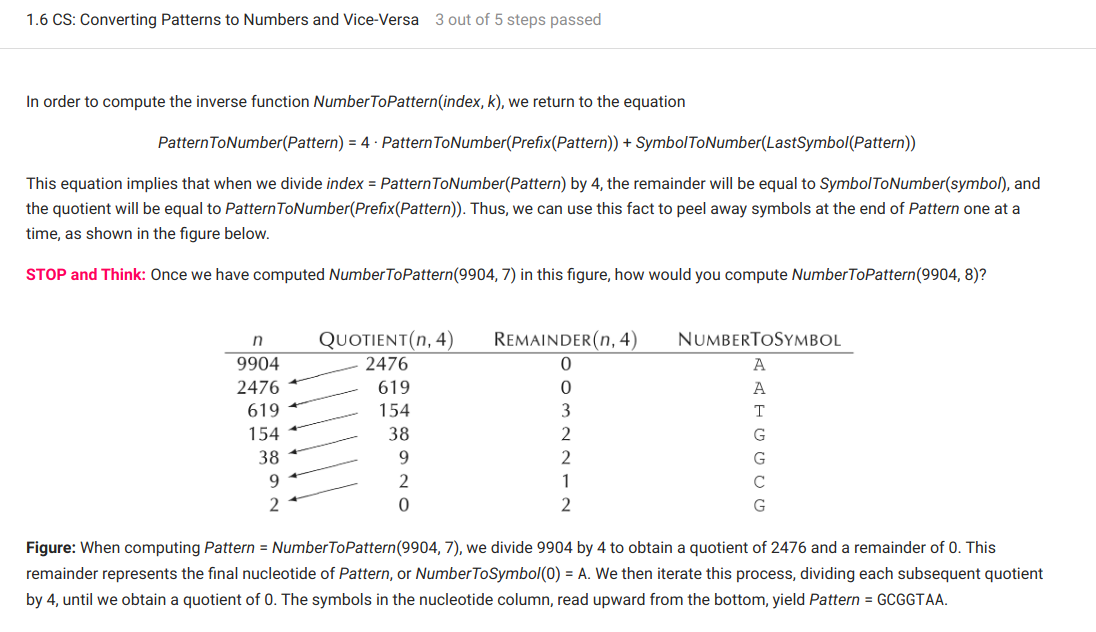 1.6 CS: Converting Patterns to Numbers and Vice-Versa 3 out of 5 steps passed
In order to compute the inverse function NumberToPattern(index, k), we return to the equation
PatternToNumber(Pattern) = 4 · PatternToNumber(Prefix(Pattern)) + SymbolToNumber(LastSymbol(Pattern))
This equation implies that when we divide index = PatternToNumber(Pattern) by 4, the remainder will be equal to SymbolToNumber(symbol), and
the quotient will be equal to PatternToNumber(Prefix(Pattern)). Thus, we can use this fact to peel away symbols at the end of Pattern one at a
time, as shown in the figure below.
STOP and Think: Once we have computed NumberToPattern(9904, 7) in this figure, how would you compute NumberToPattern(9904, 8)?
n QUOTIENT(n, 4) REMAINDER(n, 4) NUMBERTOSYMBOL
9904 2476 0 A
2476 619 0 A
619 154 3 T
154 38 2 G
38 9 2 G
9 2 1 C
2 0 2 G
Figure: When computing Pattern = NumberToPattern(9904, 7), we divide 9904 by 4 to obtain a quotient of 2476 and a remainder of 0. This
remainder represents the final nucleotide of Pattern, or NumberToSymbol(0) = A. We then iterate this process, dividing each subsequent quotient
by 4, until we obtain a quotient of 0. The symbols in the nucleotide column, read upward from the bottom, yield Pattern = GCGGTAA.